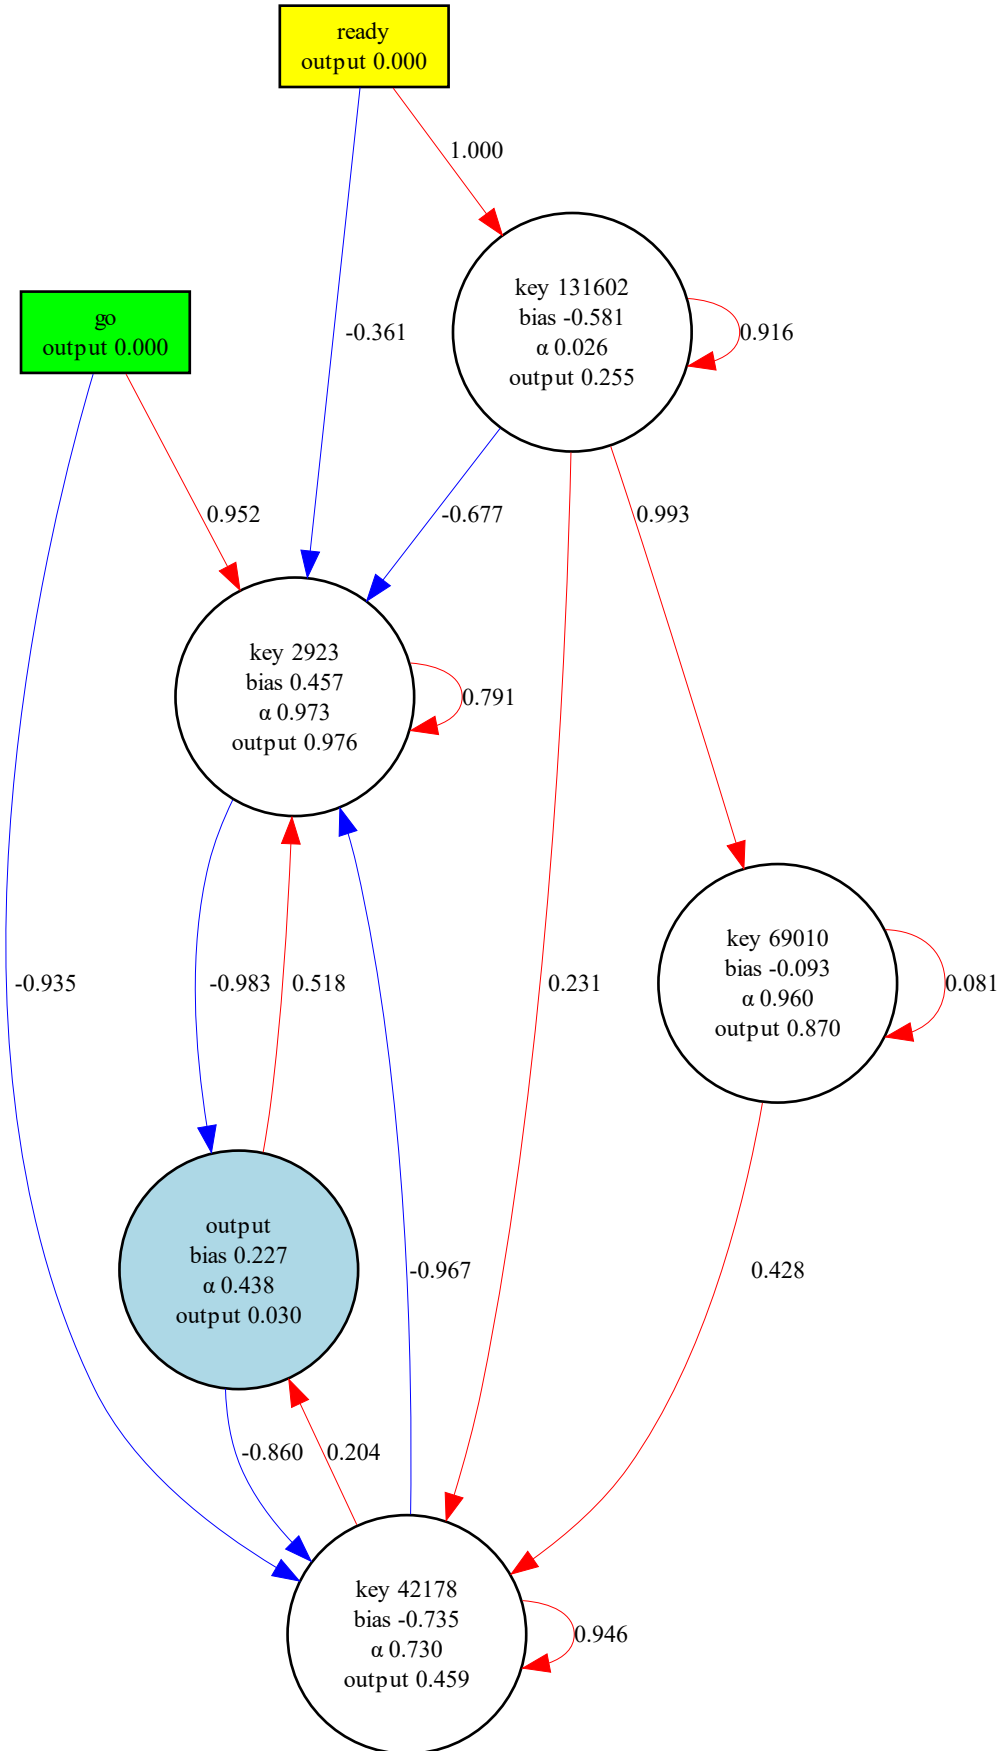 ready
output 0.000
1.000
key 131602
bias -0.581
α 0.026
output 0.255
0.916
go
output 0.000
-0.361
0.952
-0.677
0.993
key 2923
bias 0.457
α 0.973
output 0.976
0.791
key 69010
bias -0.093
α 0.960
output 0.870
0.081
-0.935
-0.983
0.518
0.231
output
bias 0.227
α 0.438
output 0.030
-0.967
0.428
-0.860
0.204
key 42178
bias -0.735
α 0.730
output 0.459
0.946